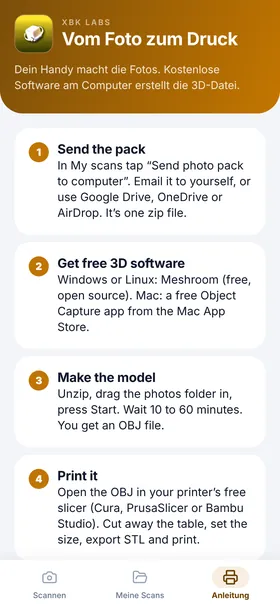 XBK LABS
Vom Foto zum Druck
Dein Handy macht die Fotos. Kostenlose
Software am Computer erstellt die 3D-Datei.
1
Send the pack
In My scans tap “Send photo pack
to computer”. Email it to yourself, or
use Google Drive, OneDrive or
AirDrop. It’s one zip file.
2
Get free 3D software
Windows or Linux: Meshroom (free,
open source). Mac: a free Object
Capture app from the Mac App
Store.
3
Make the model
Unzip, drag the photos folder in,
press Start. Wait 10 to 60 minutes.
You get an OBJ file.
4
Print it
Open the OBJ in your printer’s free
slicer (Cura, PrusaSlicer or Bambu
Studio). Cut away the table, set the
size, export STL and print.
Scannen
Meine Scans
Anleitung